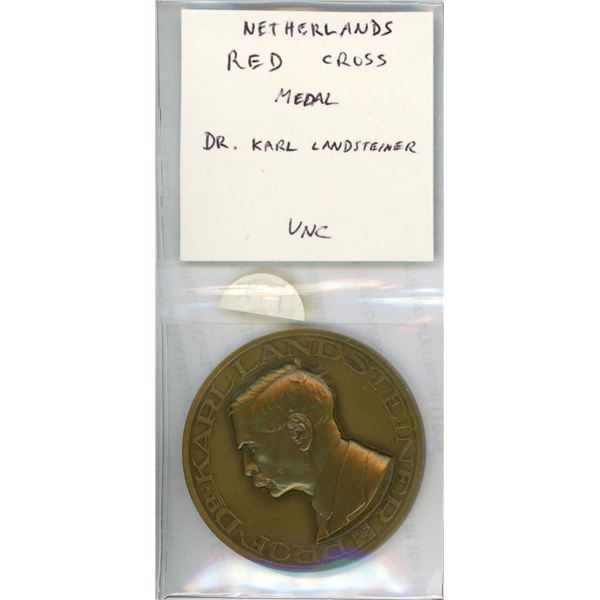 NETHERLANDS
RED CROSS
MEDAL
DR. KARL LANDSTEINER
UNC
PROF·DR·KARL LANDSTEINER